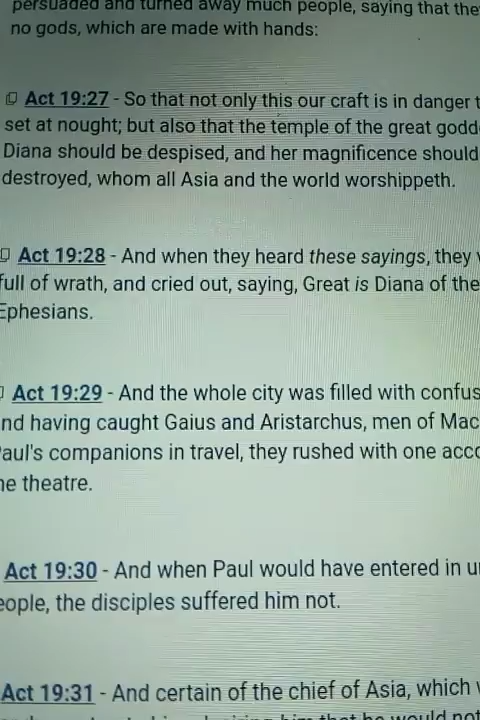 persuaded and turned away much people, saying that the
no gods, which are made with hands:
Act 19:27 - So that not only this our craft is in danger t
set at nought; but also that the temple of the great godd
Diana should be despised, and her magnificence should
destroyed, whom all Asia and the world worshippeth.
Act 19:28 - And when they heard these sayings, they
full of wrath, and cried out, saying, Great is Diana of the
Ephesians.
Act 19:29 - And the whole city was filled with confus
nd having caught Gaius and Aristarchus, men of Mac
aul's companions in travel, they rushed with one acco
he theatre.
Act 19:30 - And when Paul would have entered in u
eople, the disciples suffered him not.
Act 19:31 - And certain of the chief of Asia, which
him that he would not